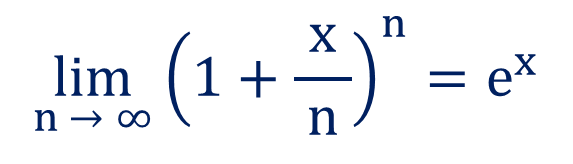 lim n → ∞ (1 + x/n)^n = e^x